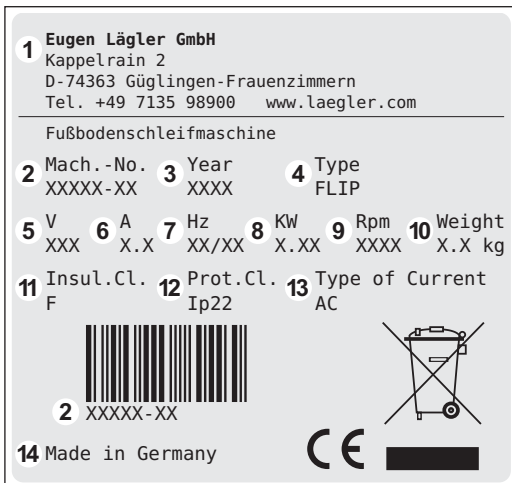 1 Eugen Lägler GmbH
Kappelrain 2
D-74363 Güglingen-Frauenzimmern
Tel. +49 7135 98900 www.laegler.com
Fußbodenschleifmaschine
2 Mach.-No. 3 Year 4 Type
XXXXX-XX XXXX FLIP
5 V 6 A 7 Hz 8 KW 9 Rpm 10 Weight
XXX X.X XX/XX X.XX XXXX X.X kg
11 Insul.Cl. 12 Prot.Cl. 13 Type of Current
F Ip22 AC
2 XXXXX-XX
14 Made in Germany CE